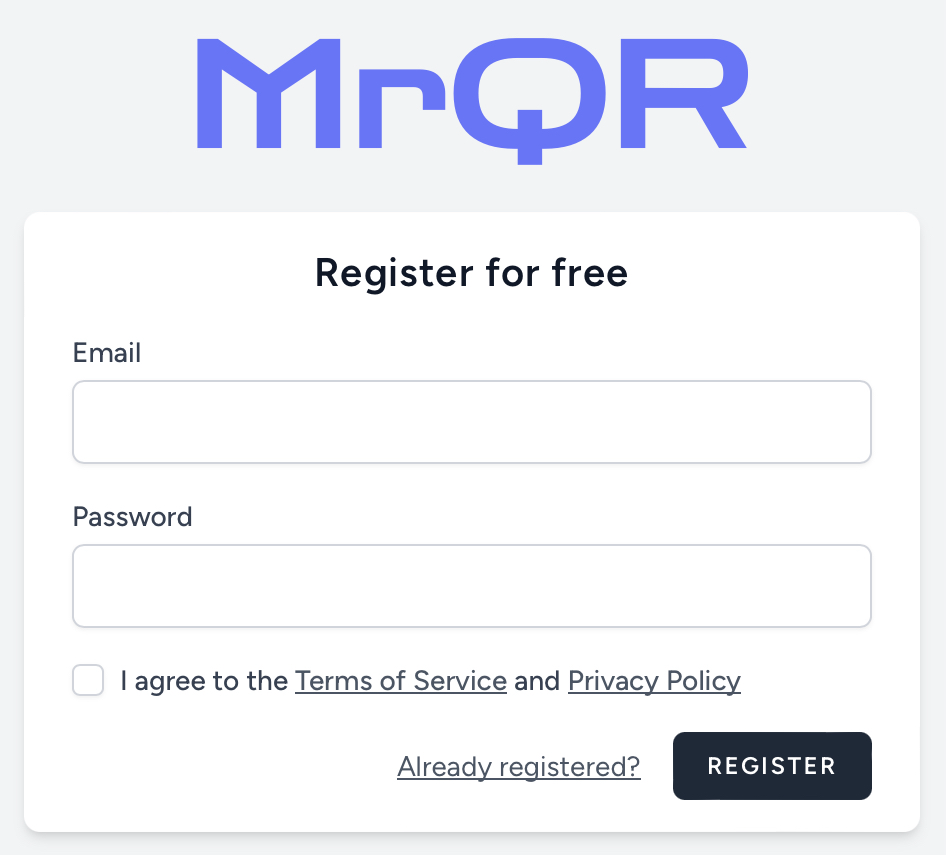 MrQR
Register for free
Email
Password
I agree to the Terms of Service and Privacy Policy
Already registered? REGISTER